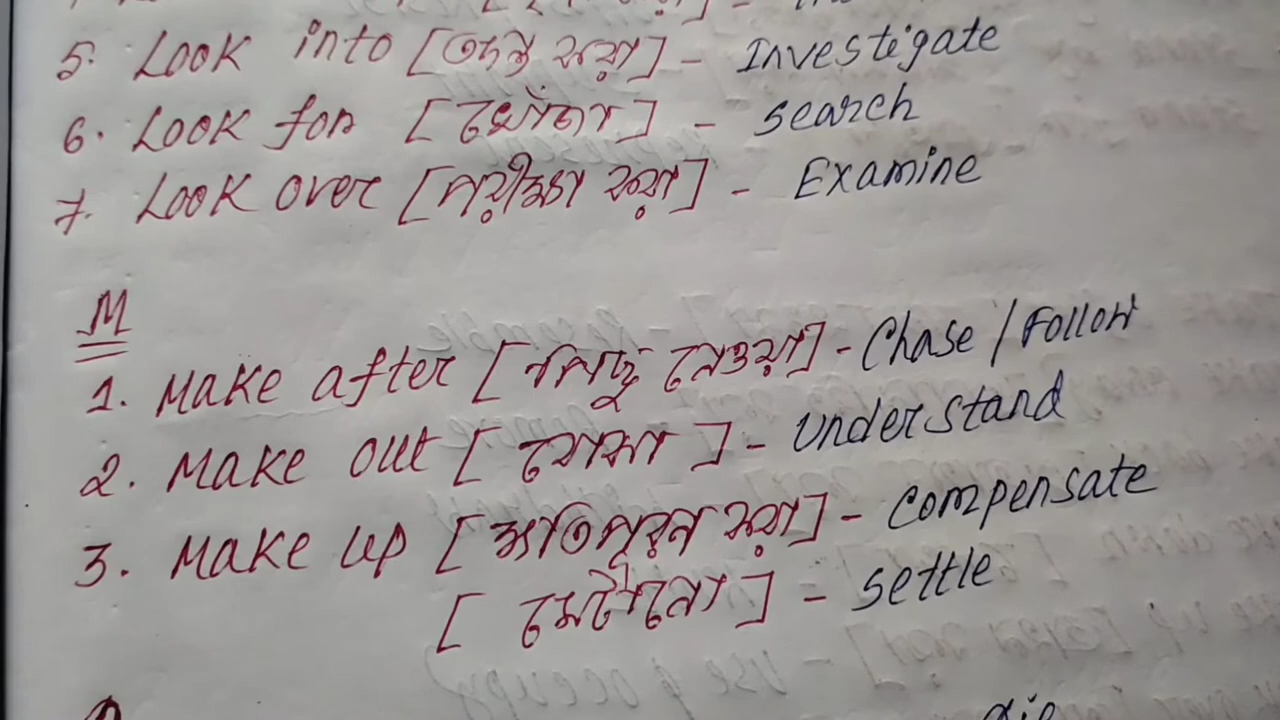 5. Look into [তদন্ত করা] - Investigate
6. Look for [খোঁজা] - search
7. Look over [পরীক্ষা করা] - Examine
M
1. Make after [পিছু নেওয়া] - Chase / Follow
2. Make out [বোঝা] - Understand
3. Make up [ক্ষতিপূরন করা] - Compensate
[মেটানো] - Settle